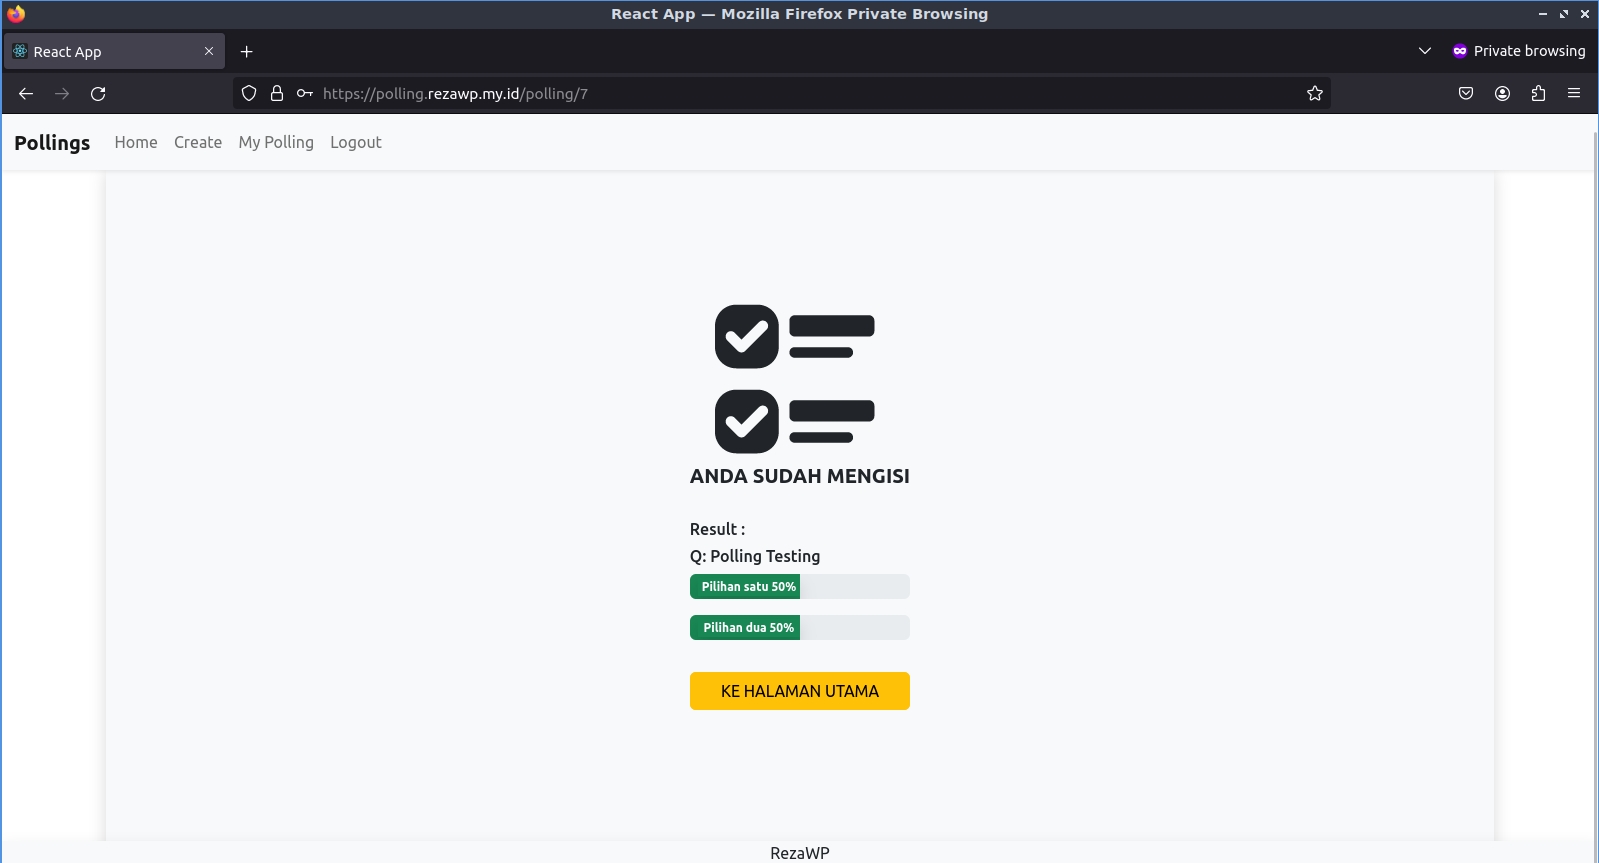 React App — Mozilla Firefox Private Browsing
React App
Private browsing
https://polling.rezawp.my.id/polling/7
Pollings Home Create My Polling Logout
ANDA SUDAH MENGISI
Result :
Q: Polling Testing
Pilihan satu 50%
Pilihan dua 50%
KE HALAMAN UTAMA
RezaWP